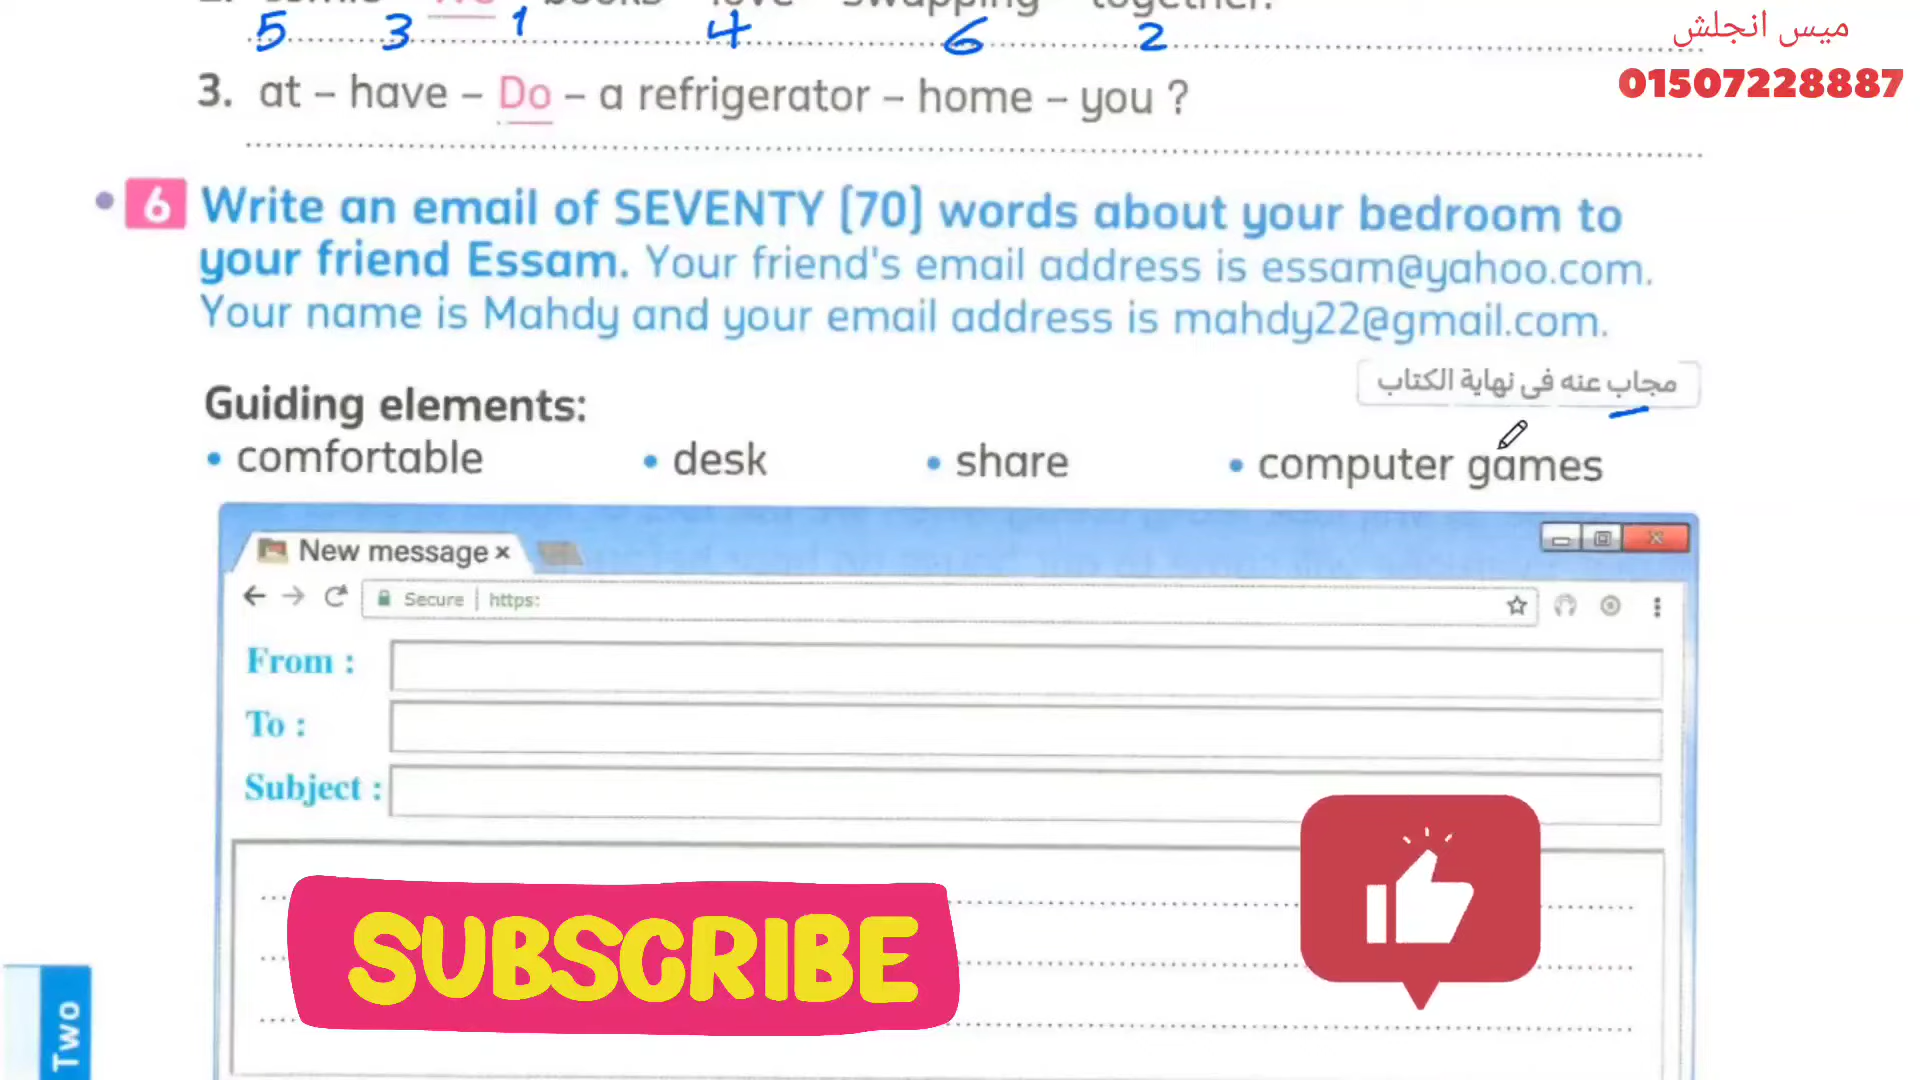 ميس انجلش
01507228887
together.
5 3 1 4 6 2
3. at – have – Do – a refrigerator – home – you ?
6 Write an email of SEVENTY (70) words about your bedroom to
your friend Essam. Your friend's email address is essam@yahoo.com.
Your name is Mahdy and your email address is mahdy22@gmail.com.
مجاب عنه فى نهاية الكتاب
Guiding elements:
• comfortable • desk • share • computer games
New message ×
Secure | https:
From :
To :
Subject :
SUBSCRIBE
Two